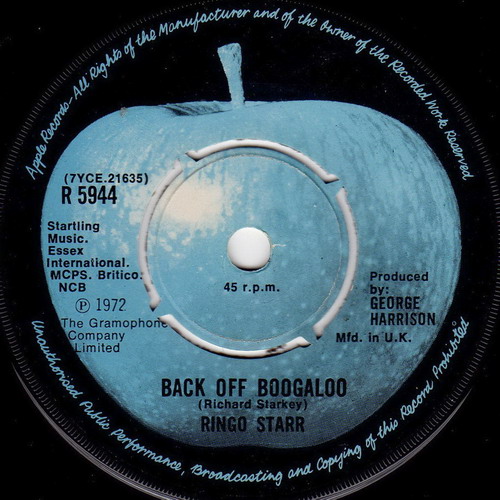 Apple Records—All Rights of the Manufacturer and of the Owner of the Recorded Work Reserved
(7YCE.21635)
R 5944
Startling
Music.
Essex
International.
MCPS. Britico.
NCB
Ⓟ 1972
The Gramophone
Company
Limited
45 r.p.m.
Produced
by:
GEORGE
HARRISON
Mfd. in U.K.
BACK OFF BOOGALOO
(Richard Starkey)
RINGO STARR
Unauthorised Public Performance, Broadcasting and Copying of this Record Prohibited